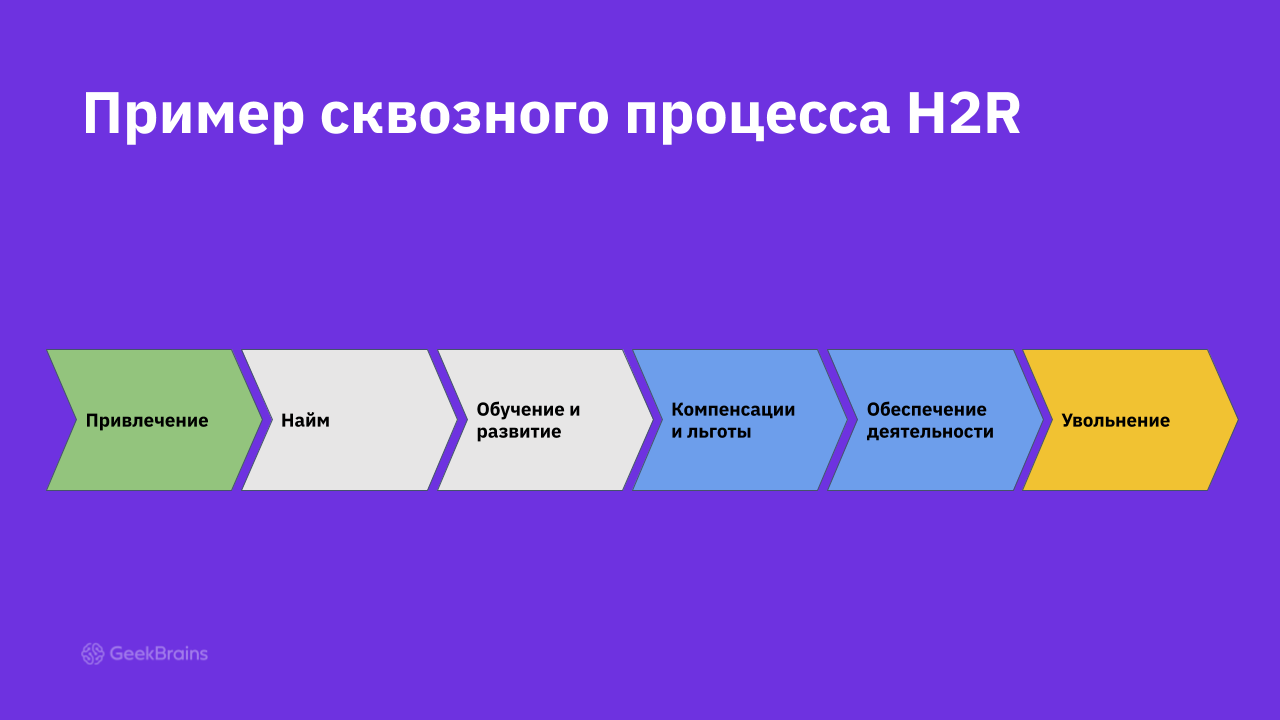 Пример сквозного процесса H2R
Привлечение
Найм
Обучение и
развитие
Компенсации
и льготы
Обеспечение
деятельности
Увольнение
GeekBrains